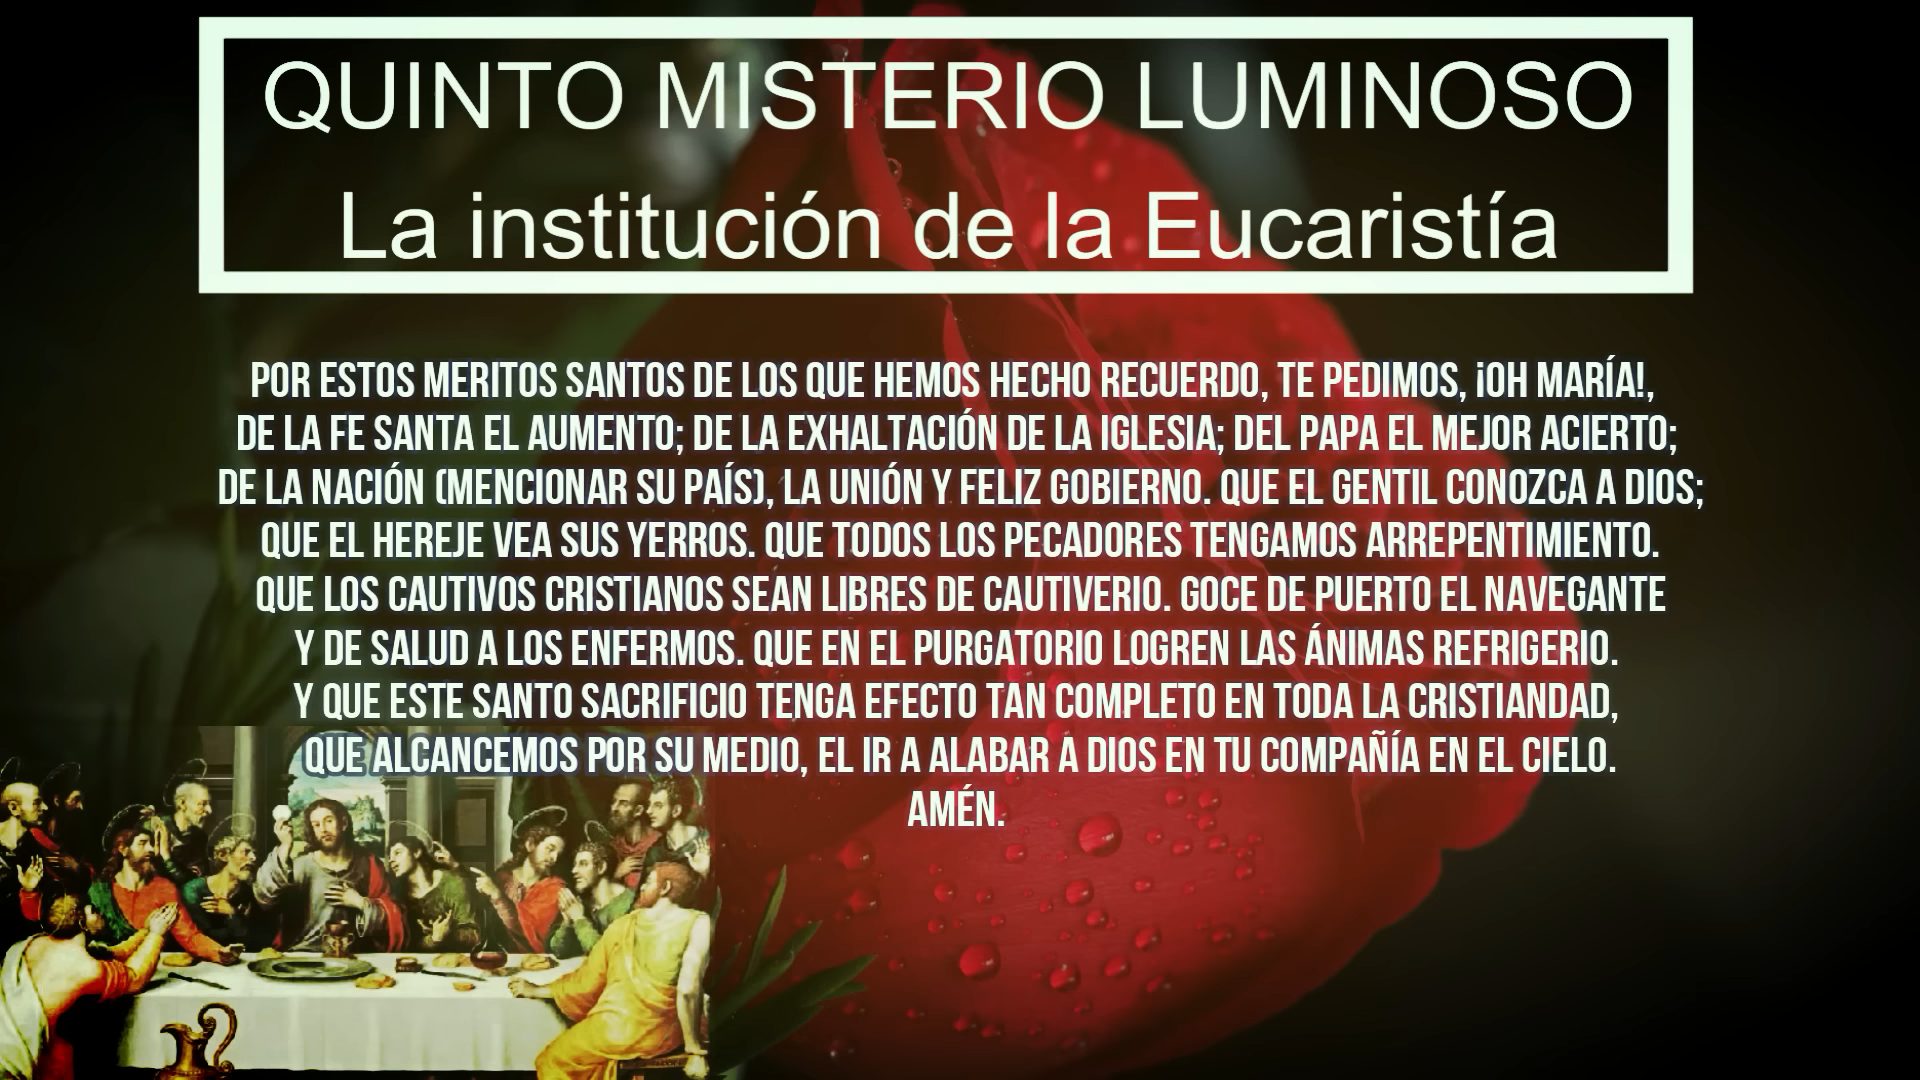 QUINTO MISTERIO LUMINOSO
La institución de la Eucaristía
POR ESTOS MERITOS SANTOS DE LOS QUE HEMOS HECHO RECUERDO, TE PEDIMOS, ¡OH MARÍA!,
DE LA FE SANTA EL AUMENTO; DE LA EXHALTACIÓN DE LA IGLESIA; DEL PAPA EL MEJOR ACIERTO;
DE LA NACIÓN (MENCIONAR SU PAÍS), LA UNIÓN Y FELIZ GOBIERNO. QUE EL GENTIL CONOZCA A DIOS;
QUE EL HEREJE VEA SUS YERROS. QUE TODOS LOS PECADORES TENGAMOS ARREPENTIMIENTO.
QUE LOS CAUTIVOS CRISTIANOS SEAN LIBRES DE CAUTIVERIO. GOCE DE PUERTO EL NAVEGANTE
Y DE SALUD A LOS ENFERMOS. QUE EN EL PURGATORIO LOGREN LAS ÁNIMAS REFRIGERIO.
Y QUE ESTE SANTO SACRIFICIO TENGA EFECTO TAN COMPLETO EN TODA LA CRISTIANDAD,
QUE ALCANCEMOS POR SU MEDIO, EL IR A ALABAR A DIOS EN TU COMPAÑÍA EN EL CIELO.
AMÉN.